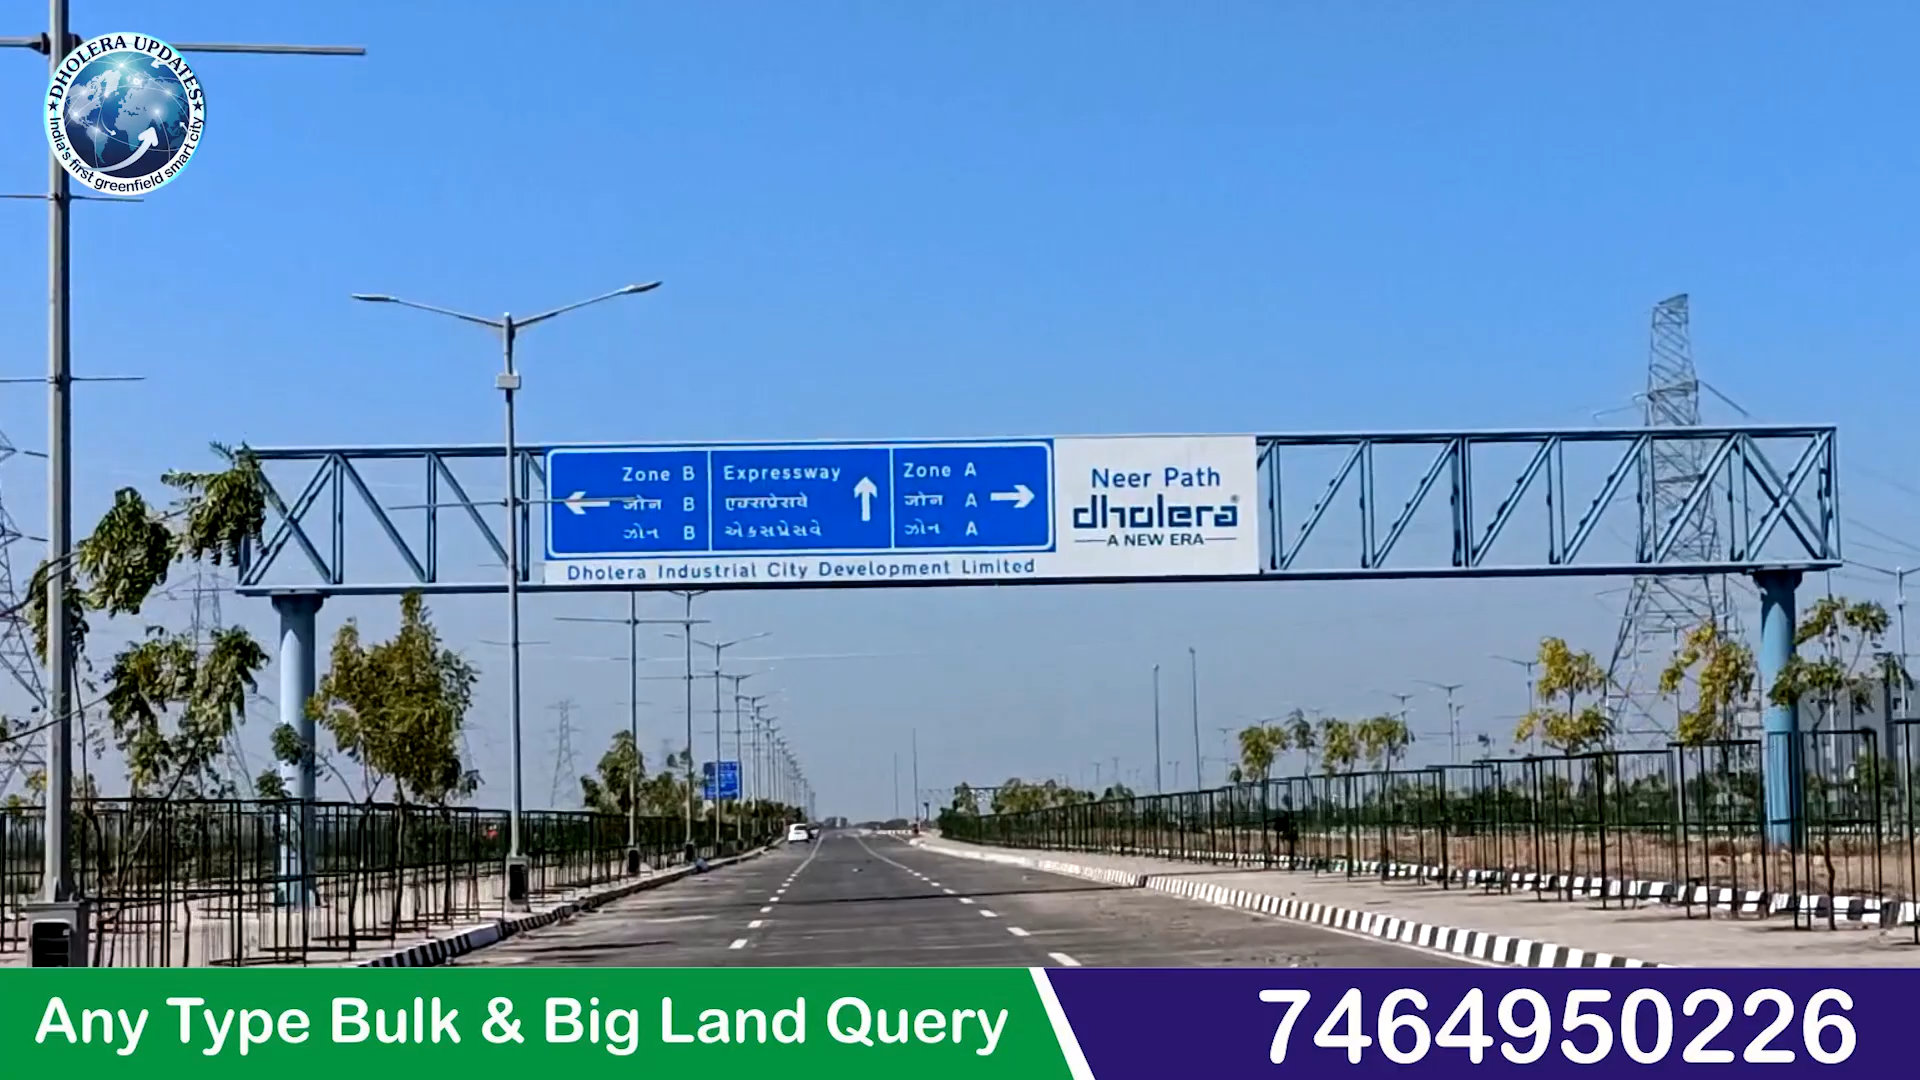 DHOLERA UPDATES
India's first greenfield smart city
Zone B
जोन B
ઝોન B
Expressway
एक्सप्रेसवे
એક્સપ્રેસવે
Zone A
जोन A
ઝોન A
Neer Path
dholera®
A NEW ERA
Dholera Industrial City Development Limited
Any Type Bulk & Big Land Query
7464950226